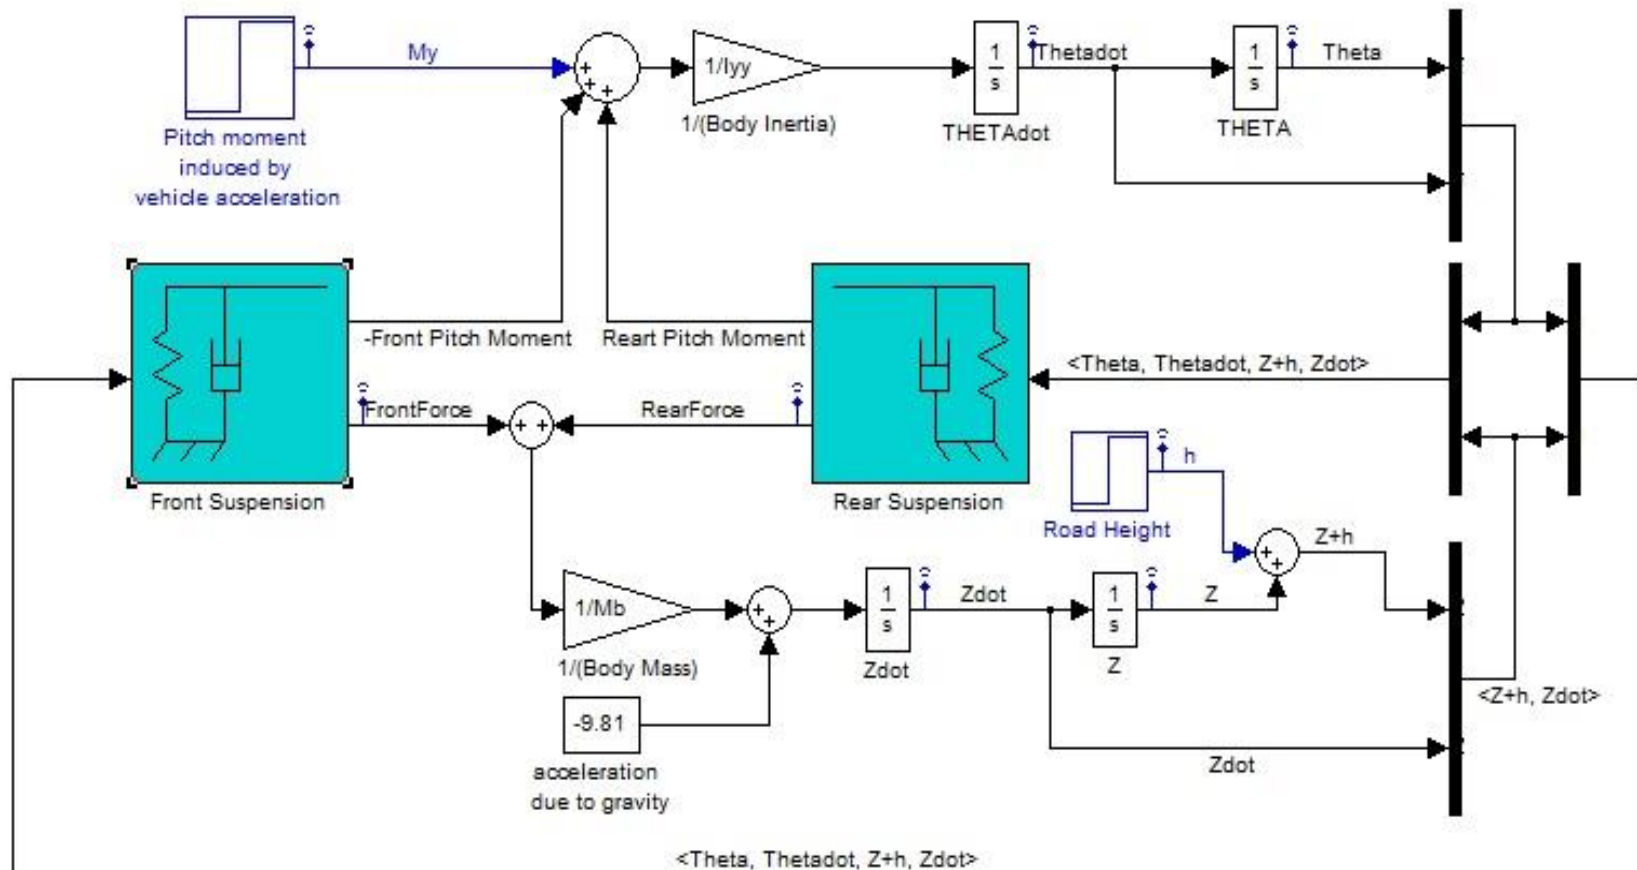 My
+
+
+
1/Iyy
1/(Body Inertia)
1
s
THETAdot
Thetadot
1
s
THETA
Theta
Pitch moment
induced by
vehicle acceleration
-Front Pitch Moment
Reart Pitch Moment
<Theta, Thetadot, Z+h, Zdot>
FrontForce
+ +
RearForce
Front Suspension
Rear Suspension
h
Road Height
+
+
Z+h
1/Mb
1/(Body Mass)
+
+
1
s
Zdot
Zdot
1
s
Z
Z
<Z+h, Zdot>
-9.81
acceleration
due to gravity
Zdot
<Theta, Thetadot, Z+h, Zdot>